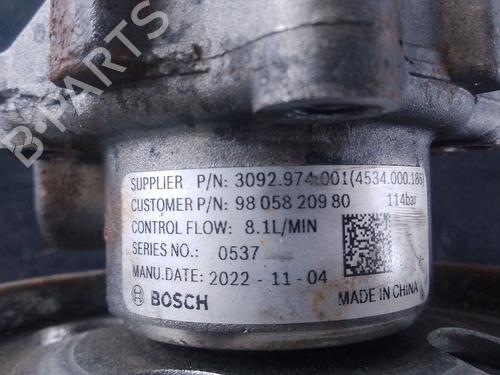 B-PARTS
SUPPLIER P/N: 3092.974.001(4534.000.186)
CUSTOMER P/N: 98 058 209 80 114bar
CONTROL FLOW: 8.1L/MIN
SERIES NO.: 0537
MANU.DATE: 2022 - 11 - 04
BOSCH
MADE IN CHINA